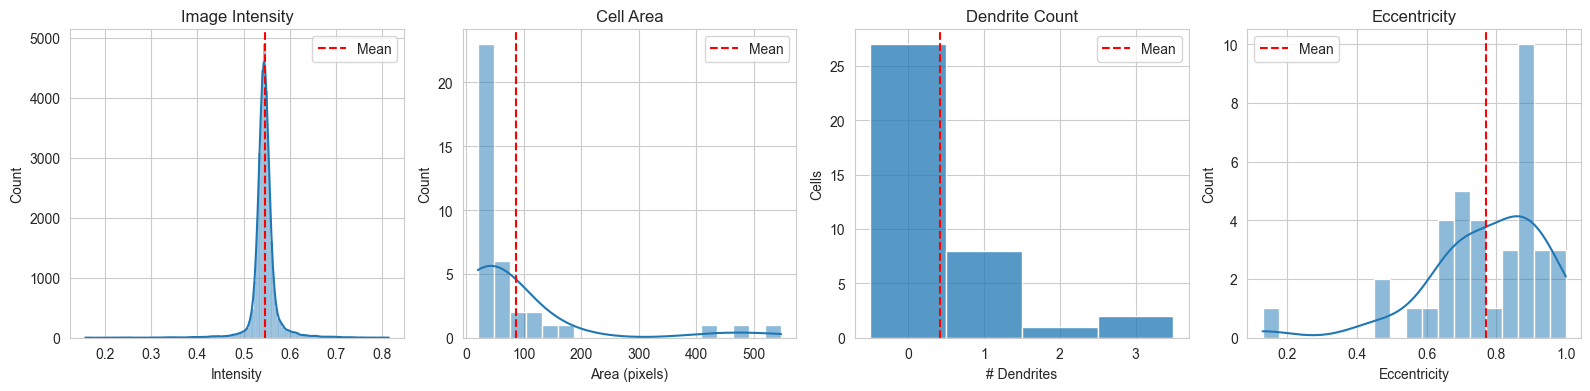 Image Intensity
Mean
5000
4000
3000
2000
1000
0
Count
0.2 0.3 0.4 0.5 0.6 0.7 0.8
Intensity
Cell Area
Mean
20
15
10
5
0
Count
0 100 200 300 400 500
Area (pixels)
Dendrite Count
Mean
25
20
15
10
5
0
Cells
0 1 2 3
# Dendrites
Eccentricity
Mean
10
8
6
4
2
0
Count
0.2 0.4 0.6 0.8 1.0
Eccentricity